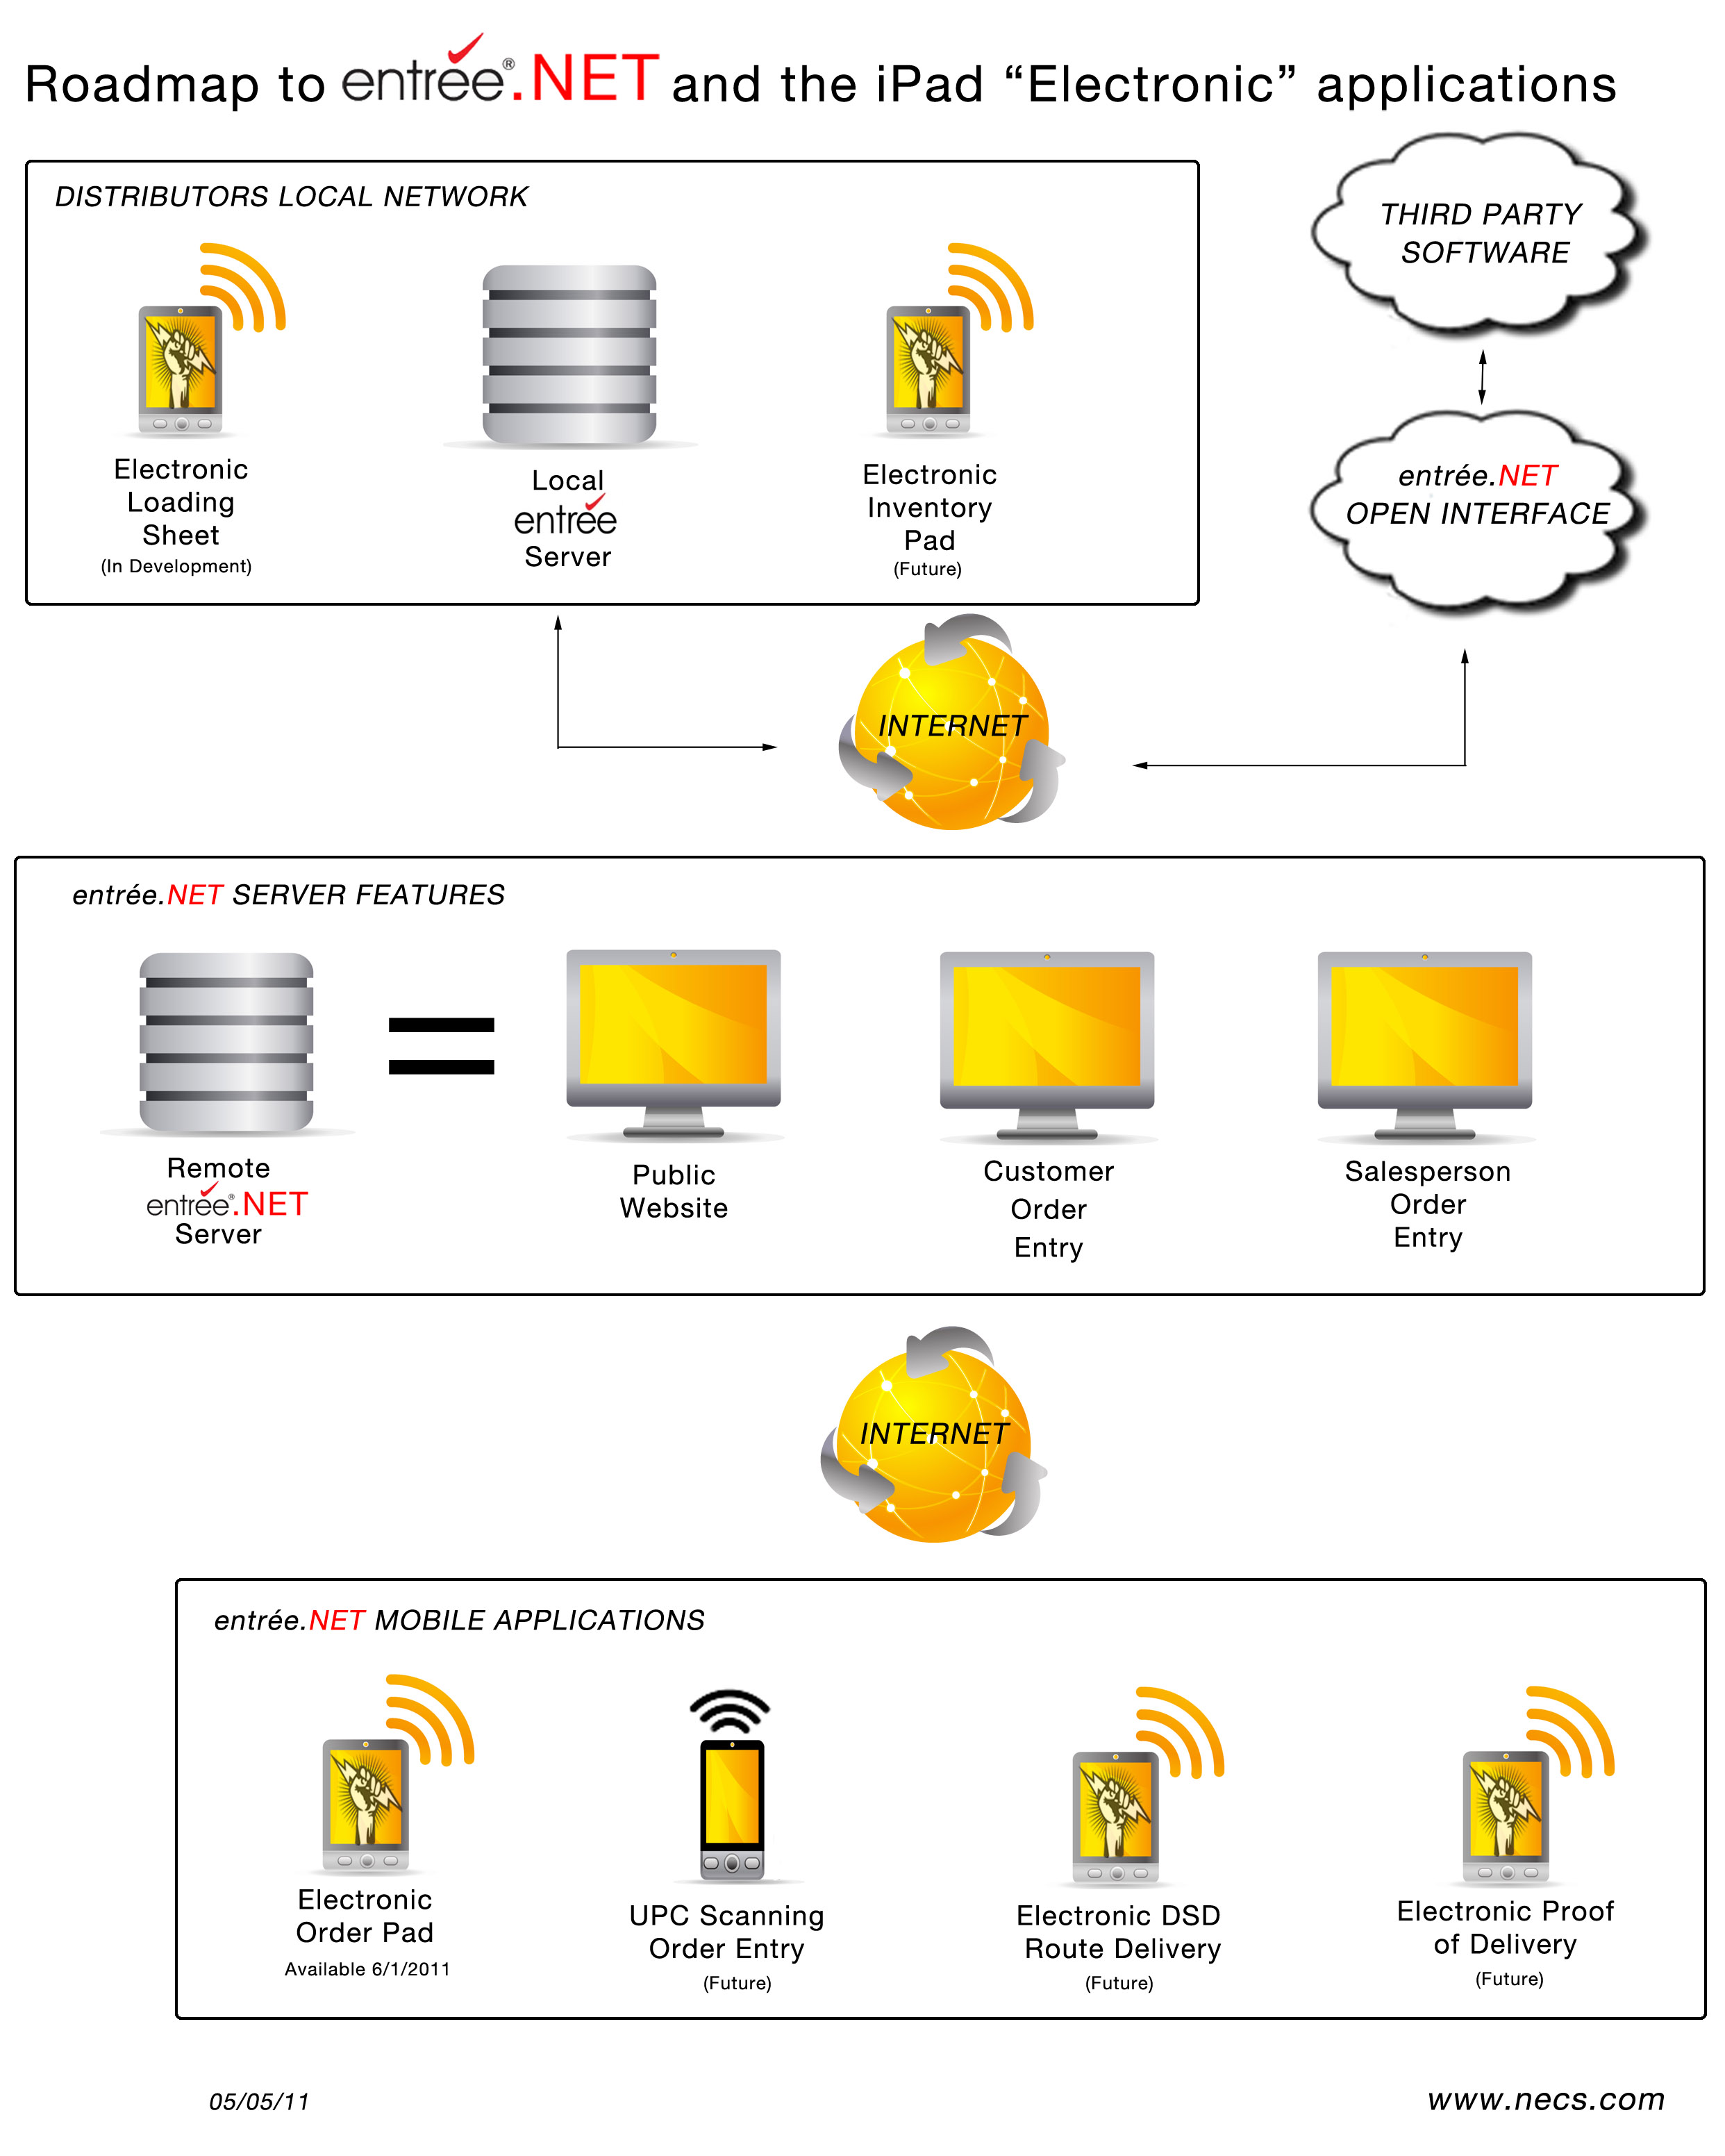 Roadmap to entrée®.NET and the iPad “Electronic” applications
DISTRIBUTORS LOCAL NETWORK
Electronic
Loading
Sheet
(In Development)
Local
entrée
Server
Electronic
Inventory
Pad
(Future)
THIRD PARTY
SOFTWARE
entrée.NET
OPEN INTERFACE
INTERNET
entrée.NET SERVER FEATURES
Remote
entrée®.NET
Server
Public
Website
Customer
Order
Entry
Salesperson
Order
Entry
INTERNET
entrée.NET MOBILE APPLICATIONS
Electronic
Order Pad
Available 6/1/2011
UPC Scanning
Order Entry
(Future)
Electronic DSD
Route Delivery
(Future)
Electronic Proof
of Delivery
(Future)
05/05/11
www.necs.com